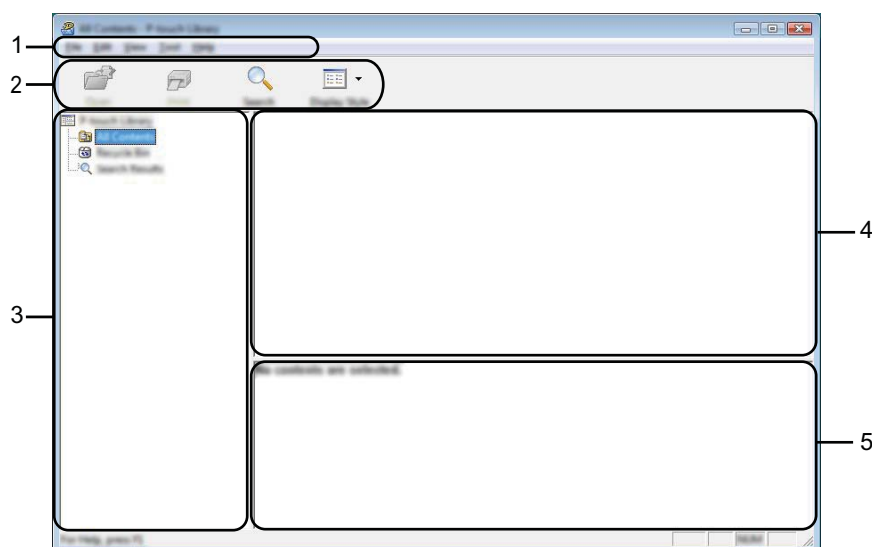 All Contents - P-touch Library
File Edit View Tool Help
1
2
Open Print Search Display Style
P-touch Library
All Contents
Recycle Bin
Search Results
4
3
No contents are selected.
5
For Help, press F1
NUM